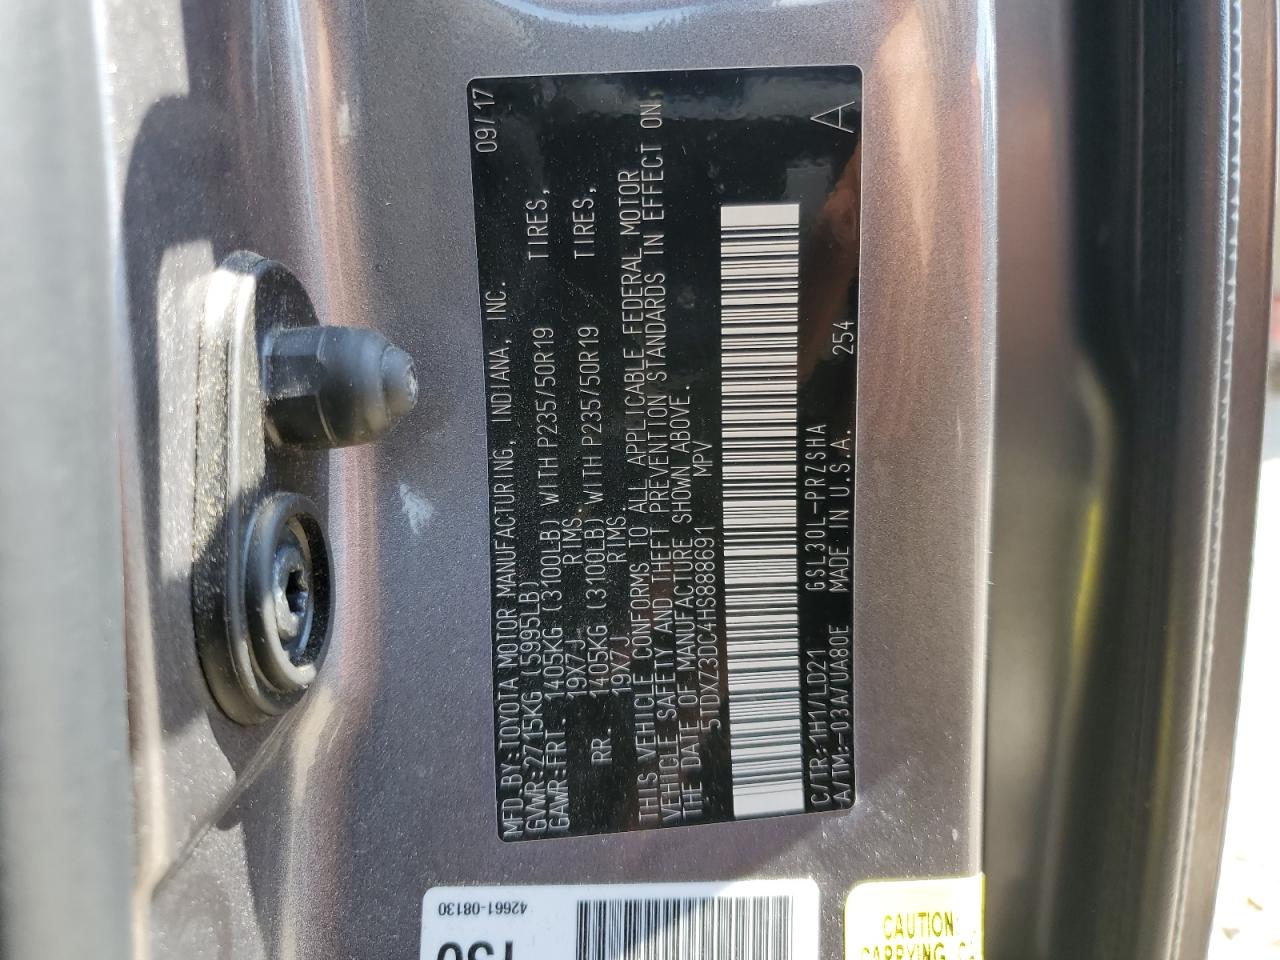 MFD BY:TOYOTA MOTOR MANUFACTURING, INDIANA, INC. 09/17
GVWR:2715KG (5995LB)
GAWR:FRT. 1405KG (3100LB) WITH P235/50R19 TIRES,
19X7J RIMS
RR. 1405KG (3100LB) WITH P235/50R19 TIRES,
19X7J RIMS
THIS VEHICLE CONFORMS TO ALL APPLICABLE FEDERAL MOTOR
VEHICLE SAFETY AND THEFT PREVENTION STANDARDS IN EFFECT ON
THE DATE OF MANUFACTURE SHOWN ABOVE.
5TDXZ3DC4HS888691 MPV
C/TR:1H1/LD21 GSL30L-PRZSHA
A/TM:-03A/UA80E MADE IN U.S.A. 254 A
42661-08130
CAUTION:
CARRYING